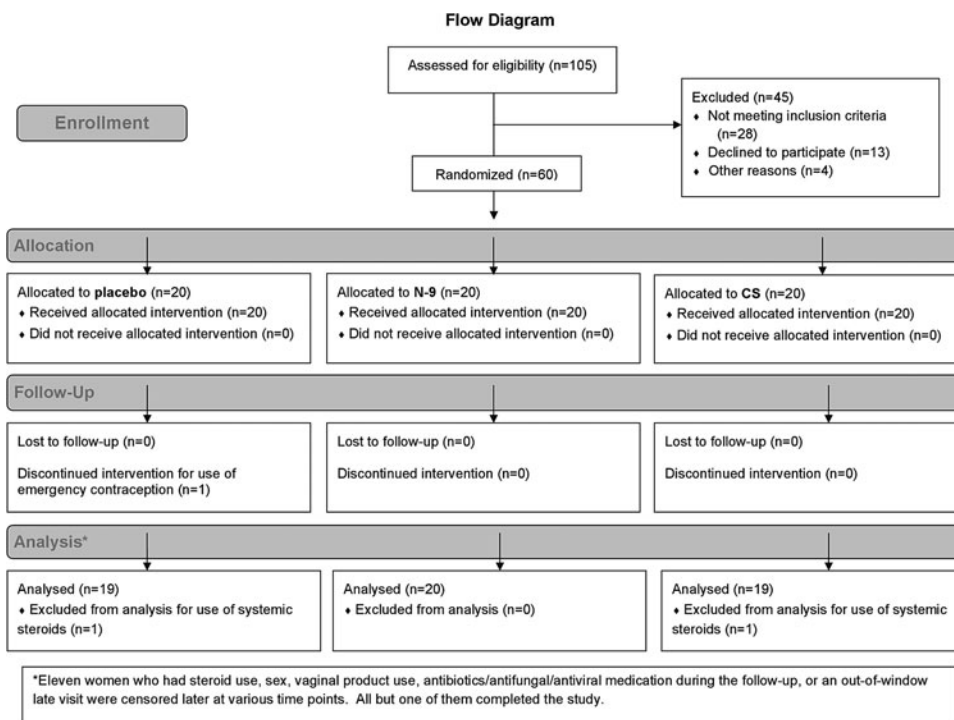 Flow Diagram
Assessed for eligibility (n=105)
Enrollment
Excluded (n=45)
♦ Not meeting inclusion criteria
(n=28)
♦ Declined to participate (n=13)
♦ Other reasons (n=4)
Randomized (n=60)
Allocation
Allocated to placebo (n=20)
♦ Received allocated intervention (n=20)
♦ Did not receive allocated intervention (n=0)
Allocated to N-9 (n=20)
♦ Received allocated intervention (n=20)
♦ Did not receive allocated intervention (n=0)
Allocated to CS (n=20)
♦ Received allocated intervention (n=20)
♦ Did not receive allocated intervention (n=0)
Follow-Up
Lost to follow-up (n=0)
Discontinued intervention for use of
emergency contraception (n=1)
Lost to follow-up (n=0)
Discontinued intervention (n=0)
Lost to follow-up (n=0)
Discontinued intervention (n=0)
Analysis*
Analysed (n=19)
♦ Excluded from analysis for use of systemic
steroids (n=1)
Analysed (n=20)
♦ Excluded from analysis (n=0)
Analysed (n=19)
♦ Excluded from analysis for use of systemic
steroids (n=1)
*Eleven women who had steroid use, sex, vaginal product use, antibiotics/antifungal/antiviral medication during the follow-up, or an out-of-window
late visit were censored later at various time points. All but one of them completed the study.